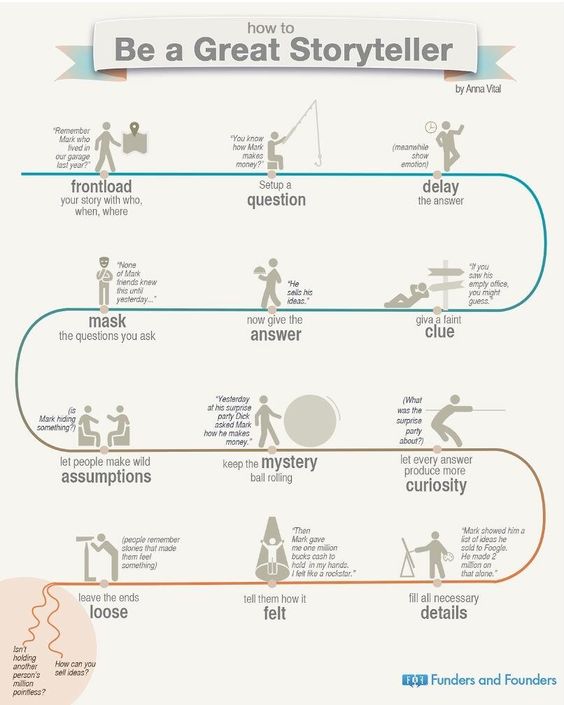 how to
Be a Great Storyteller
by Anna Vital
"Remember
Mark who
lived in
our garage
last year?"
frontload
your story with who,
when, where
"You know
how Mark
makes
money?"
Setup a
question
(meanwhile
show
emotion)
delay
the answer
"None
of Mark
friends knew
this until
yesterday..."
mask
the questions you ask
"He
sells his
ideas."
now give the
answer
"If you
saw his
empty office,
you might
guess."
giva a faint
clue
(is
Mark hiding
something?)
let people make wild
assumptions
"Yesterday
at his surprise
party Dick
asked Mark
how he makes
money."
keep the mystery
ball rolling
(What
was the
surprise
party
about?)
let every answer
produce more
curiosity
(people remember
stories that made
them feel
something)
leave the ends
loose
"Then
Mark gave
me one million
bucks cash to
hold in my hands.
I felt like a rockstar."
tell them how it
felt
"Mark showed him a
list of ideas he
sold to Foogle.
He made 2
million on
that alone."
fill all necessary
details
Isn't
holding
another
person's
million
pointless?
How can you
sell ideas?
Funders and Founders